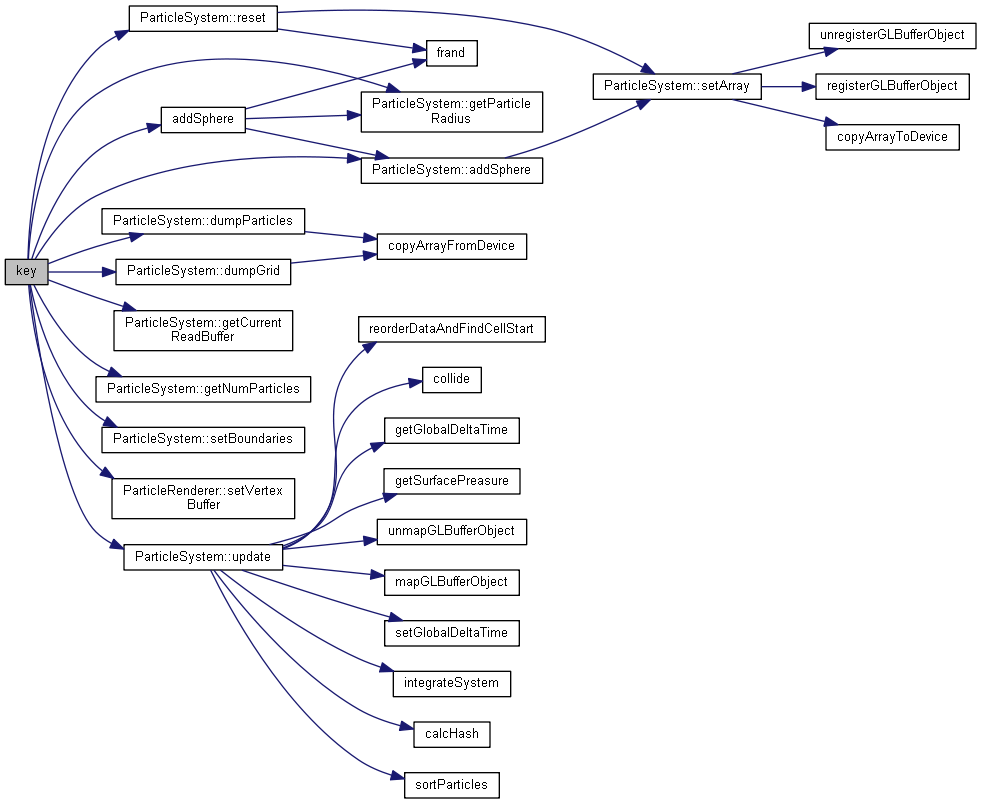 key
ParticleSystem::reset
addSphere
ParticleSystem::dumpParticles
ParticleSystem::dumpGrid
ParticleSystem::getCurrent
ReadBuffer
ParticleSystem::getNumParticles
ParticleSystem::setBoundaries
ParticleRenderer::setVertex
Buffer
ParticleSystem::update
frand
ParticleSystem::getParticle
Radius
ParticleSystem::addSphere
copyArrayFromDevice
reorderDataAndFindCellStart
collide
getGlobalDeltaTime
getSurfacePreasure
unmapGLBufferObject
mapGLBufferObject
setGlobalDeltaTime
integrateSystem
calcHash
sortParticles
ParticleSystem::setArray
unregisterGLBufferObject
registerGLBufferObject
copyArrayToDevice